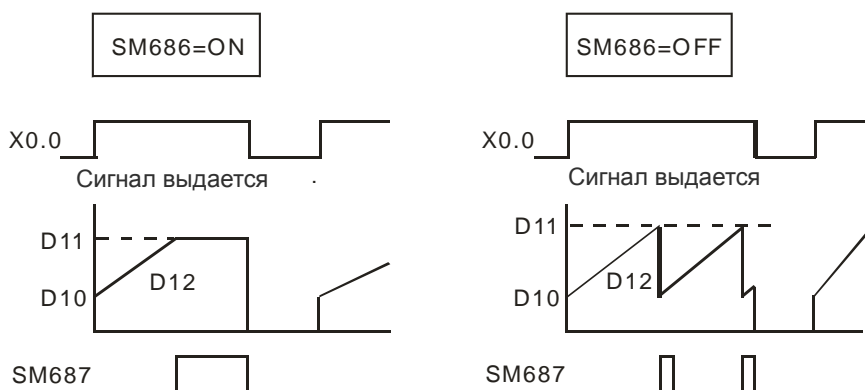 SM686=ON
X0.0
Сигнал выдается
D11
D10
D12
SM687
SM686=OFF
X0.0
Сигнал выдается
D11
D10
D12
SM687